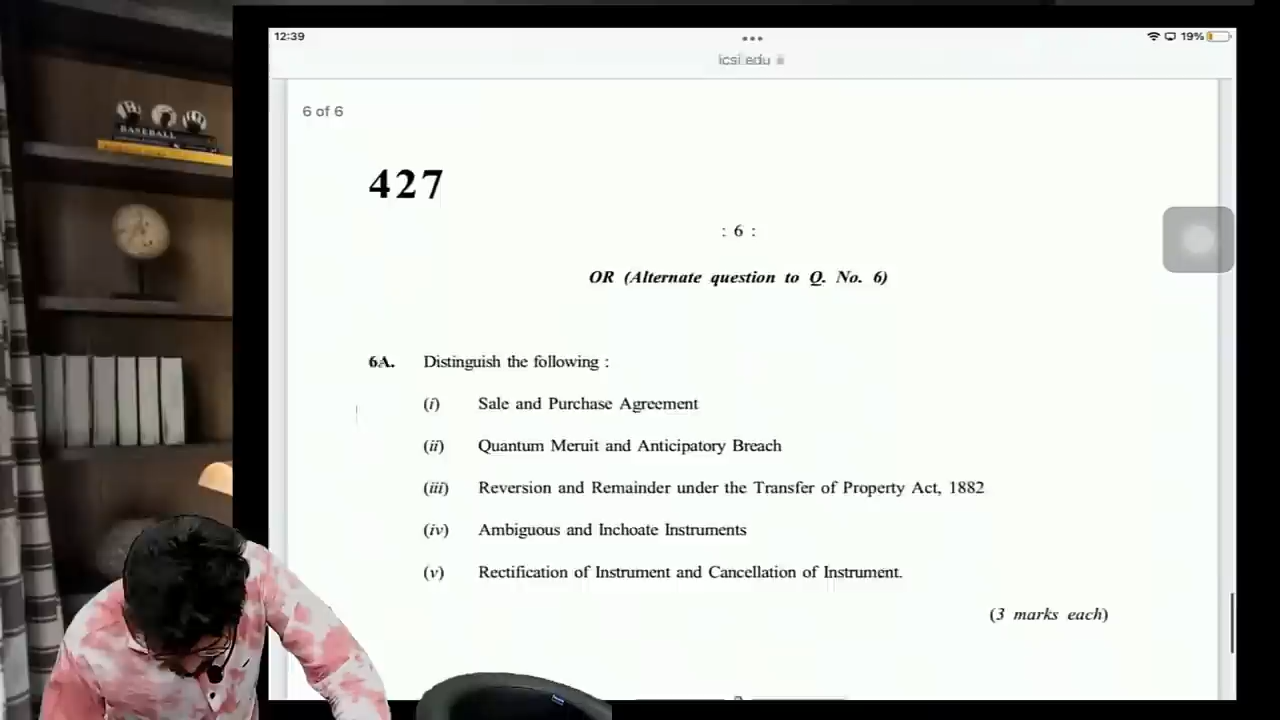 12:39
19%
icsi.edu
6 of 6
BASEBALL
427
: 6 :
OR (Alternate question to Q. No. 6)
6A. Distinguish the following :
(i) Sale and Purchase Agreement
(ii) Quantum Meruit and Anticipatory Breach
(iii) Reversion and Remainder under the Transfer of Property Act, 1882
(iv) Ambiguous and Inchoate Instruments
(v) Rectification of Instrument and Cancellation of Instrument.
(3 marks each)